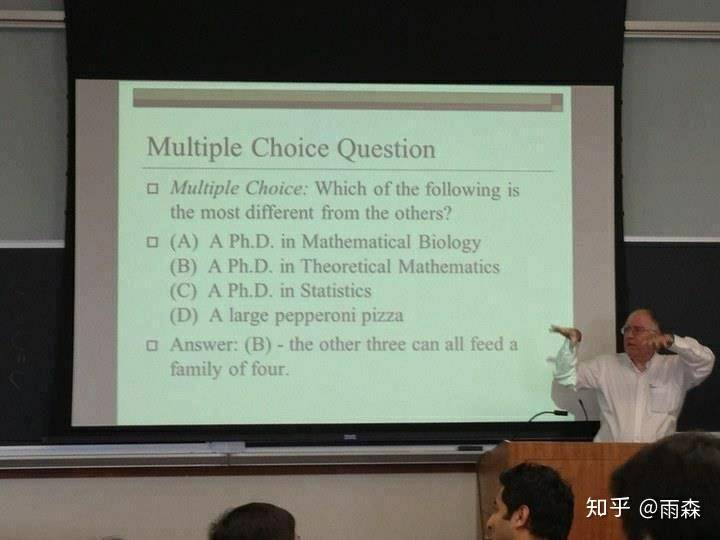 Multiple Choice Question
Multiple Choice: Which of the following is
the most different from the others?
(A) A Ph.D. in Mathematical Biology
(B) A Ph.D. in Theoretical Mathematics
(C) A Ph.D. in Statistics
(D) A large pepperoni pizza
Answer: (B) - the other three can all feed a
family of four.
知乎 @雨森